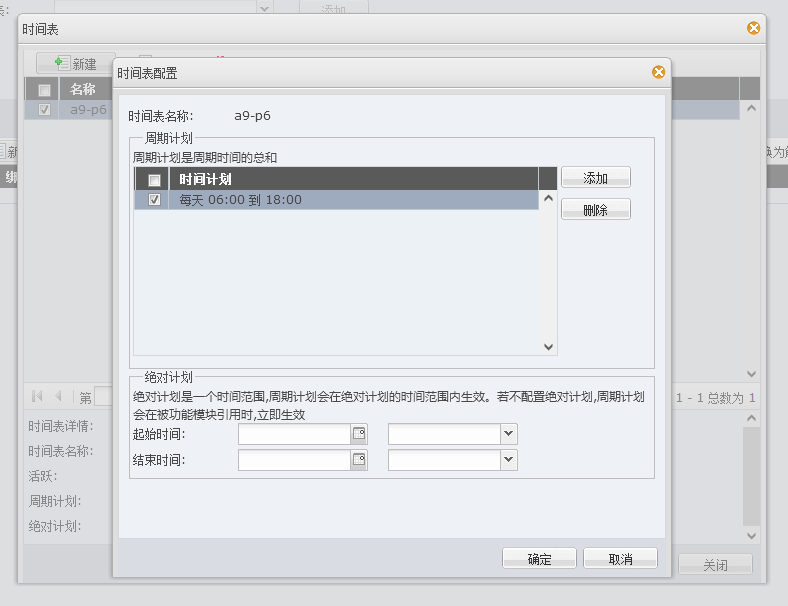 表:
添加
时间表
新建
时间表配置
名称
a9-p6
时间表名称: a9-p6
周期计划
周期计划是周期时间的总和
时间计划
添加
每天 06:00 到 18:00
删除
新
换为
绑
绝对计划
绝对计划是一个时间范围,周期计划会在绝对计划的时间范围内生效。若不配置绝对计划,周期计划
会在被功能模块引用时,立即生效
第
1 - 1 总数为 1
时间表详情:
起始时间:
时间表名称:
结束时间:
活跃:
周期计划:
绝对计划:
确定
取消
关闭